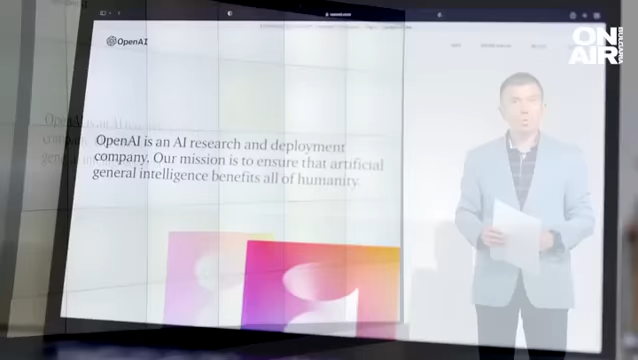 OpenAI
ON
AIR
BULGARIA
OpenAI is an AI research and deployment
company. Our mission is to ensure that artificial
general intelligence benefits all of humanity.